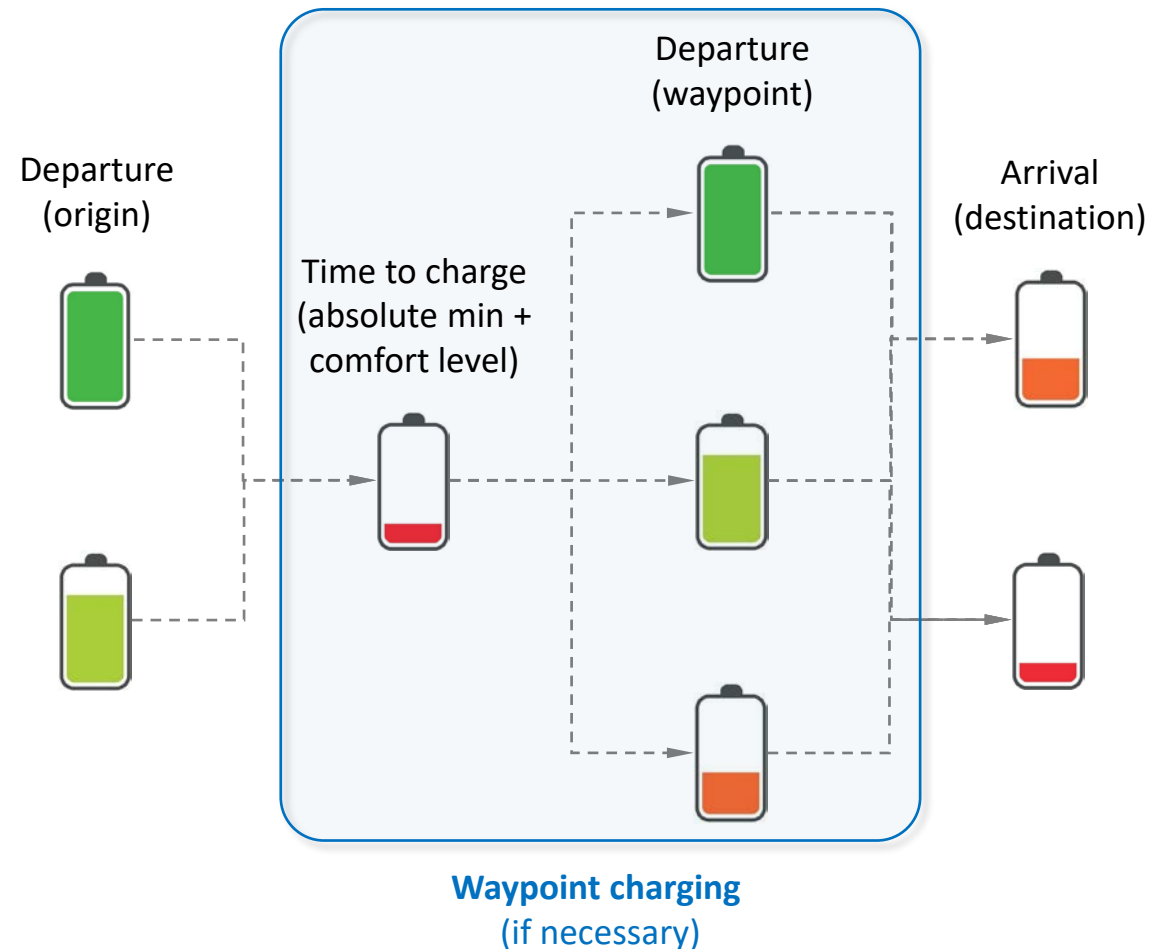 Departure
(origin)
Time to charge
(absolute min +
comfort level)
Departure
(waypoint)
Arrival
(destination)
Waypoint charging
(if necessary)